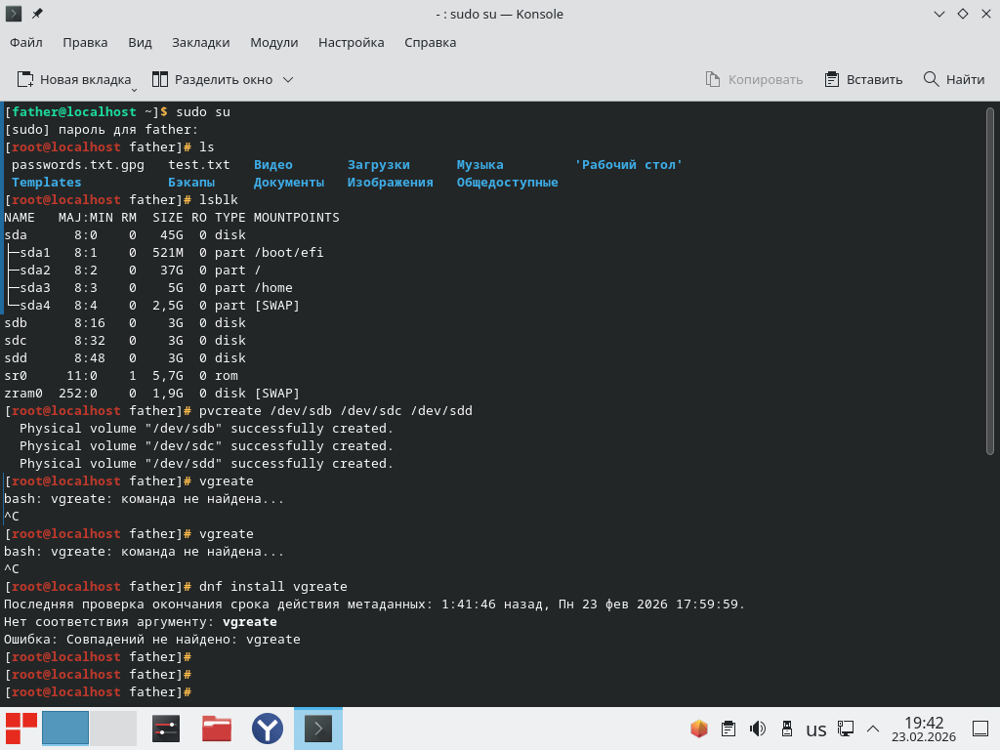 - : sudo su — Konsole
Файл Правка Вид Закладки Модули Настройка Справка
Новая вкладка Разделить окно Копировать Вставить Найти
[father@localhost ~]$ sudo su
[sudo] пароль для father:
[root@localhost father]# ls
passwords.txt.gpg test.txt Видео Загрузки Музыка 'Рабочий стол'
Templates Бэкапы Документы Изображения Общедоступные
[root@localhost father]# lsblk
NAME MAJ:MIN RM SIZE RO TYPE MOUNTPOINTS
sda 8:0 0 45G 0 disk
├─sda1 8:1 0 521M 0 part /boot/efi
├─sda2 8:2 0 37G 0 part /
├─sda3 8:3 0 5G 0 part /home
└─sda4 8:4 0 2,5G 0 part [SWAP]
sdb 8:16 0 3G 0 disk
sdc 8:32 0 3G 0 disk
sdd 8:48 0 3G 0 disk
sr0 11:0 1 5,7G 0 rom
zram0 252:0 0 1,9G 0 disk [SWAP]
[root@localhost father]# pvcreate /dev/sdb /dev/sdc /dev/sdd
Physical volume "/dev/sdb" successfully created.
Physical volume "/dev/sdc" successfully created.
Physical volume "/dev/sdd" successfully created.
[root@localhost father]# vgreate
bash: vgreate: команда не найдена...
^C
[root@localhost father]# vgreate
bash: vgreate: команда не найдена...
^C
[root@localhost father]# dnf install vgreate
Последняя проверка окончания срока действия метаданных: 1:41:46 назад, Пн 23 фев 2026 17:59:59.
Нет соответствия аргументу: vgreate
Ошибка: Совпадений не найдено: vgreate
[root@localhost father]#
[root@localhost father]#
[root@localhost father]#
us
19:42
23.02.2026